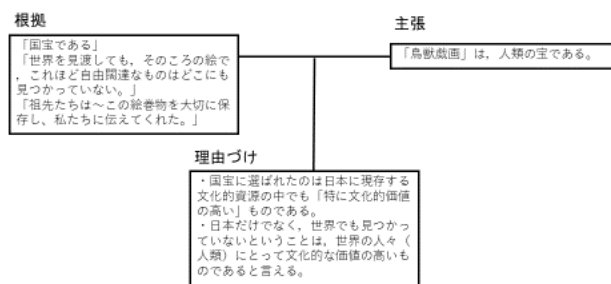 根拠
「国宝である」
「世界を見渡しても，そのころの絵で
，これほど自由闊達なものはどこにも
見つかっていない。」
「祖先たちは～この絵巻物を大切に保
存し、私たちに伝えてくれた。」
主張
「鳥獣戯画」は，人類の宝である。
理由づけ
・国宝に選ばれたのは日本に現存する
文化的資源の中でも「特に文化的価値
の高い」ものである。
・日本だけでなく，世界でも見つかっ
ていないということは，世界の人々（
人類）にとって文化的な価値の高いも
のであると言える。